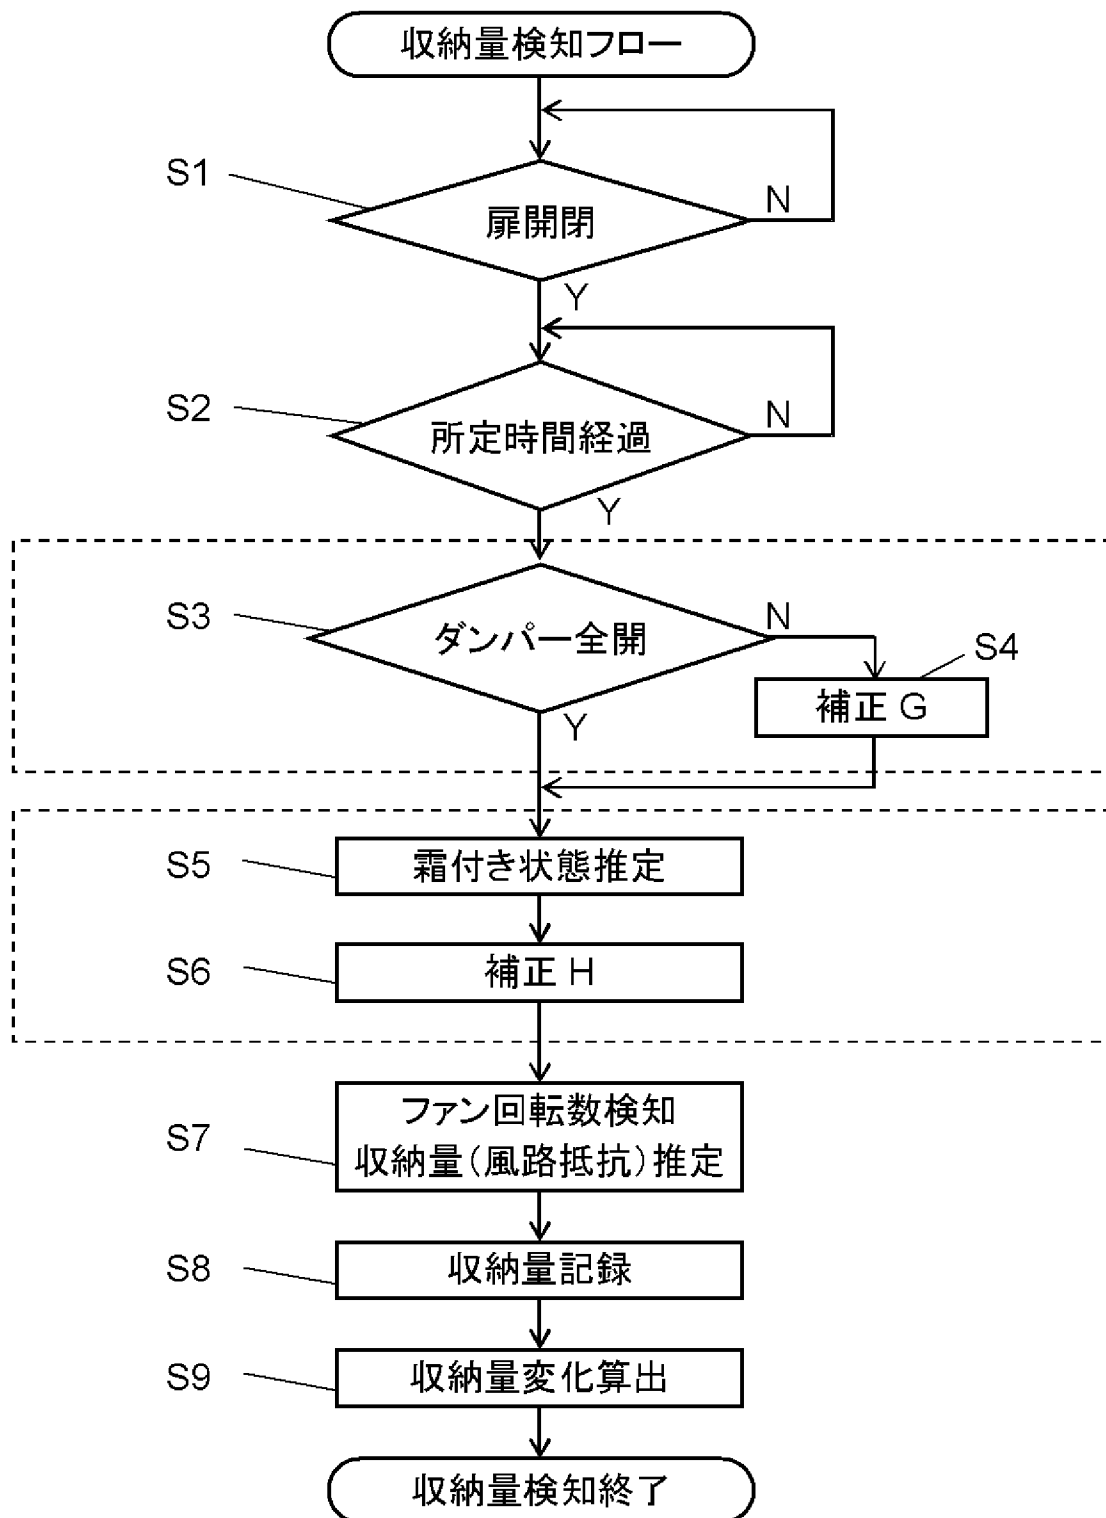 収納量検知フロー
S1
扉開閉
N
Y
S2
所定時間経過
N
Y
S3
ダンパー全開
N
S4
補正 G
Y
S5
霜付き状態推定
S6
補正 H
S7
ファン回転数検知
収納量(風路抵抗)推定
S8
収納量記録
S9
収納量変化算出
収納量検知終了